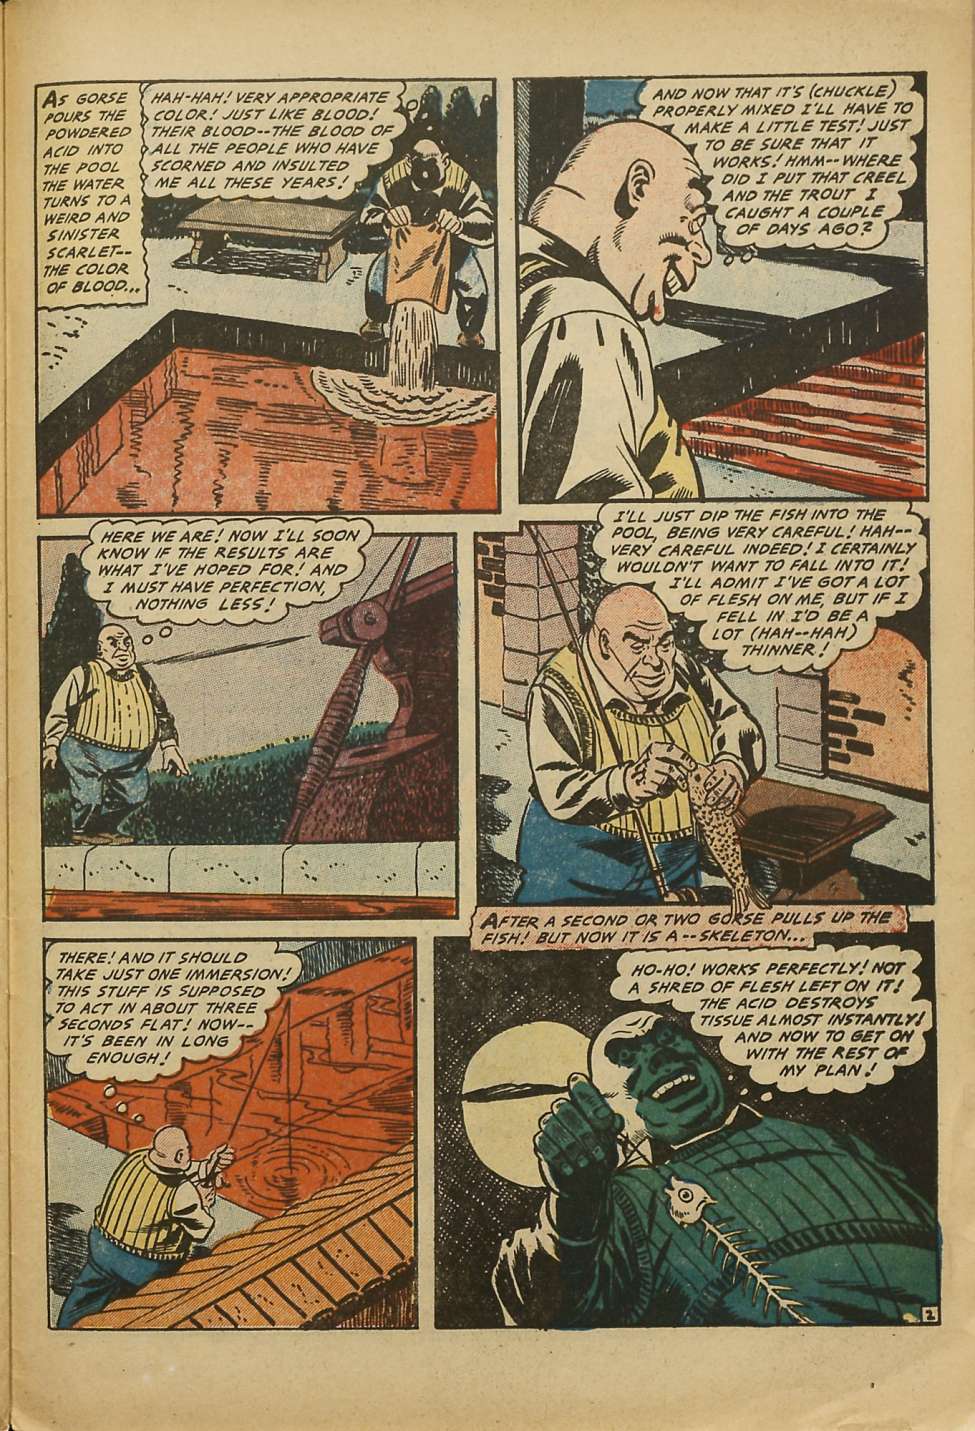 AS GORSE
POURS THE
POWDERED
ACID INTO
THE POOL
THE WATER
TURNS TO A
WEIRD AND
SINISTER
SCARLET--
THE COLOR
OF BLOOD...
HAH-HAH! VERY APPROPRIATE
COLOR! JUST LIKE BLOOD!
THEIR BLOOD--THE BLOOD OF
ALL THE PEOPLE WHO HAVE
SCORNED AND INSULTED
ME ALL THESE YEARS!
AND NOW THAT IT'S (CHUCKLE)
PROPERLY MIXED I'LL HAVE TO
MAKE A LITTLE TEST! JUST
TO BE SURE THAT IT
WORKS! HMM--WHERE
DID I PUT THAT CREEL
AND THE TROUT I
CAUGHT A COUPLE
OF DAYS AGO?
HERE WE ARE! NOW I'LL SOON
KNOW IF THE RESULTS ARE
WHAT I'VE HOPED FOR! AND
I MUST HAVE PERFECTION,
NOTHING LESS!
I'LL JUST DIP THE FISH INTO THE
POOL, BEING VERY CAREFUL! HAH--
VERY CAREFUL INDEED! I CERTAINLY
WOULDN'T WANT TO FALL INTO IT!
I'LL ADMIT I'VE GOT A LOT
OF FLESH ON ME, BUT IF I
FELL IN I'D BE A
LOT (HAH--HAH)
THINNER!
THERE! AND IT SHOULD
TAKE JUST ONE IMMERSION!
THIS STUFF IS SUPPOSED
TO ACT IN ABOUT THREE
SECONDS FLAT! NOW--
IT'S BEEN IN LONG
ENOUGH!
AFTER A SECOND OR TWO GORSE PULLS UP THE
FISH! BUT NOW IT IS A--SKELETON...
HO-HO! WORKS PERFECTLY! NOT
A SHRED OF FLESH LEFT ON IT!
THE ACID DESTROYS
TISSUE ALMOST INSTANTLY!
AND NOW TO GET ON
WITH THE REST OF
MY PLAN!
2